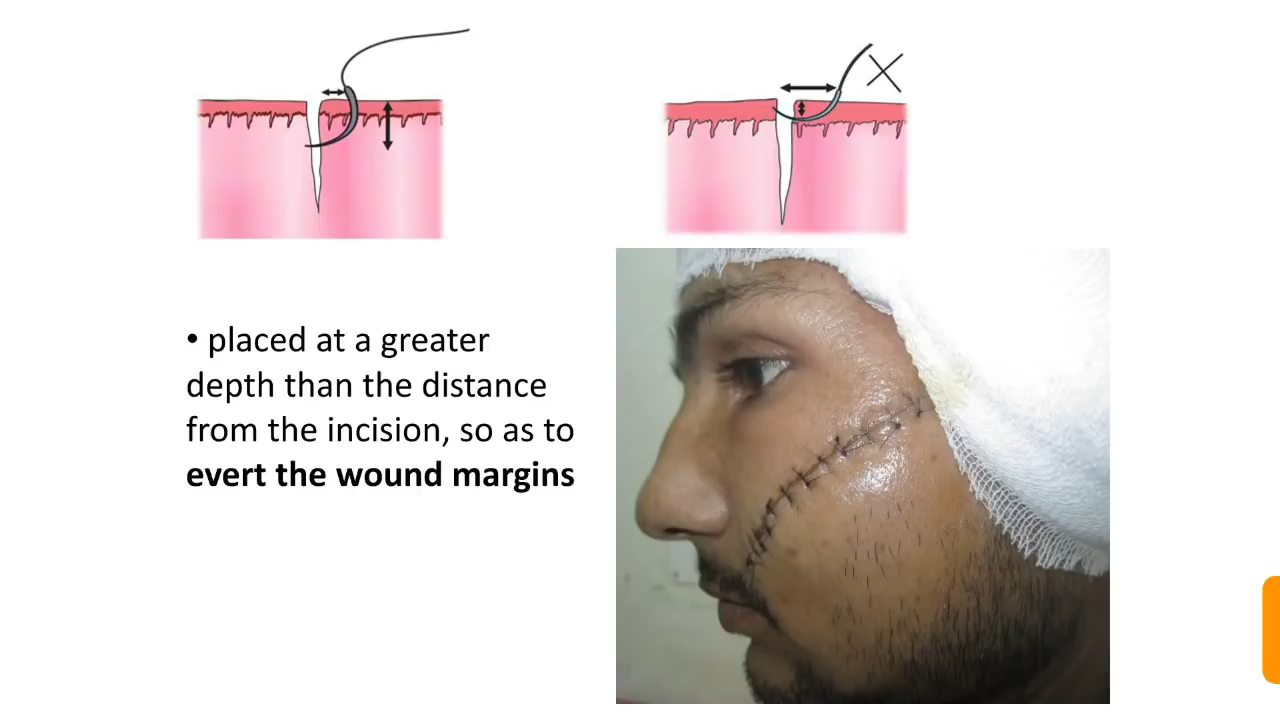 • placed at a greater
depth than the distance
from the incision, so as to
evert the wound margins